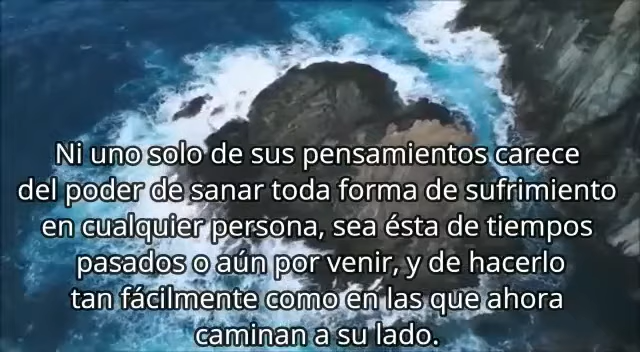 Ni uno solo de sus pensamientos carece
del poder de sanar toda forma de sufrimiento
en cualquier persona, sea ésta de tiempos
pasados o aún por venir, y de hacerlo
tan fácilmente como en las que ahora
caminan a su lado.